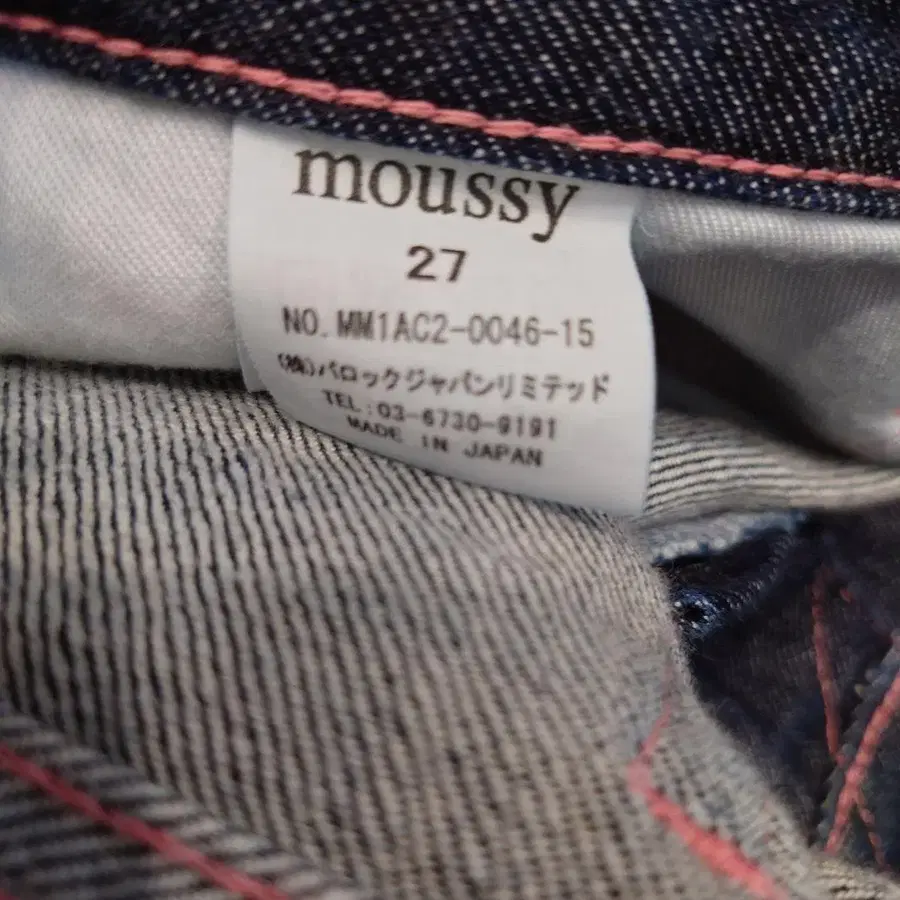 moussy
27
NO.MM1AC2-0046-15
(株)バロックジャパンリミテッド
TEL:03-6730-9191
MADE IN JAPAN